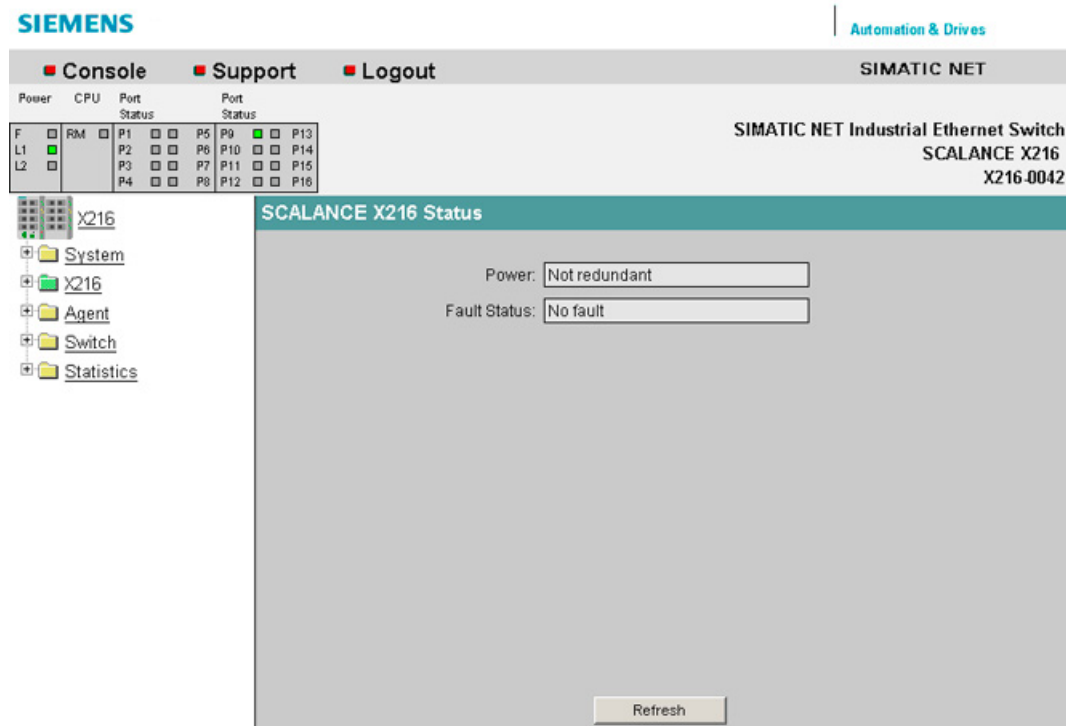 SIEMENS
Automation & Drives
Console Support Logout SIMATIC NET
Power CPU Port Status Port Status
F RM P1 P5 P9 P13
L1 P2 P6 P10 P14
L2 P3 P7 P11 P15
P4 P8 P12 P16
SIMATIC NET Industrial Ethernet Switch
SCALANCE X216
X216-0042
X216
System
X216
Agent
Switch
Statistics
SCALANCE X216 Status
Power: Not redundant
Fault Status: No fault
Refresh